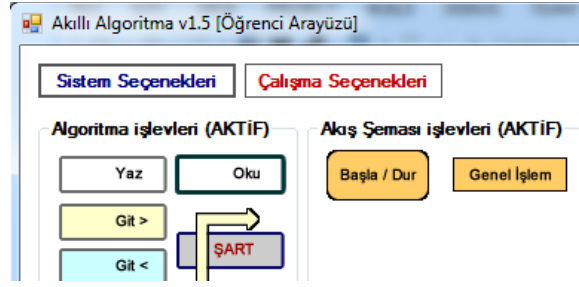 Akıllı Algoritma v1.5 [Öğrenci Arayüzü]
Sistem Seçenekleri Çalışma Seçenekleri
Algoritma işlevleri (AKTİF) Akış Şeması işlevleri (AKTİF)
Yaz Oku Başla / Dur Genel İşlem
Git >
ŞART
Git <